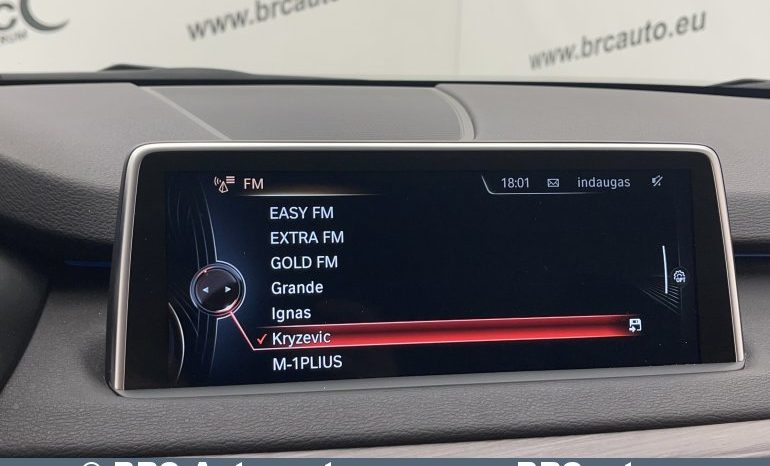 www.brcauto.eu
www.brcauto.eu
FM
18:01 indaugas
EASY FM
EXTRA FM
GOLD FM
Grande
Ignas
Kryzevic
M-1PLIUS
OPT